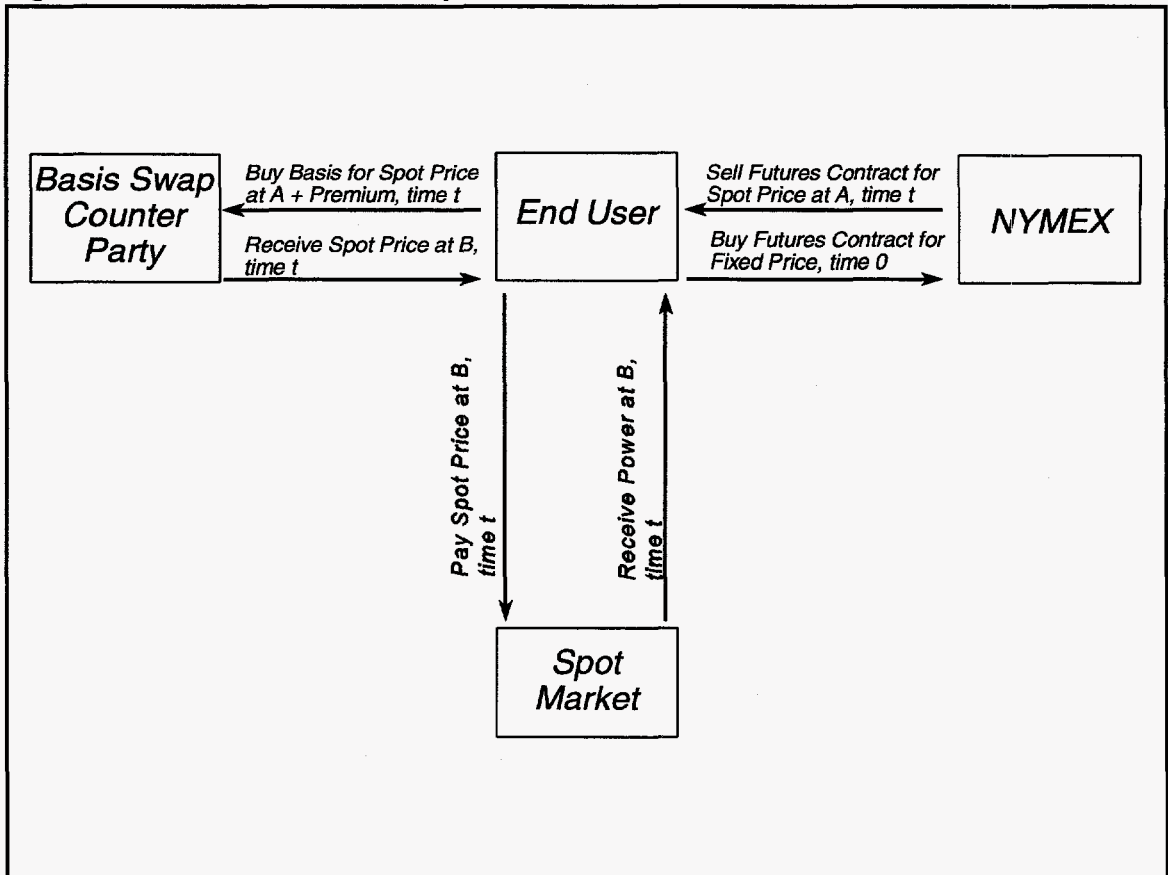 Basis Swap
Counter
Party
Buy Basis for Spot Price
at A + Premium, time t
Receive Spot Price at B,
time t
End User
Sell Futures Contract for
Spot Price at A, time t
Buy Futures Contract for
Fixed Price, time 0
NYMEX
Pay Spot Price at B,
time t
Receive Power at B,
time t
Spot
Market